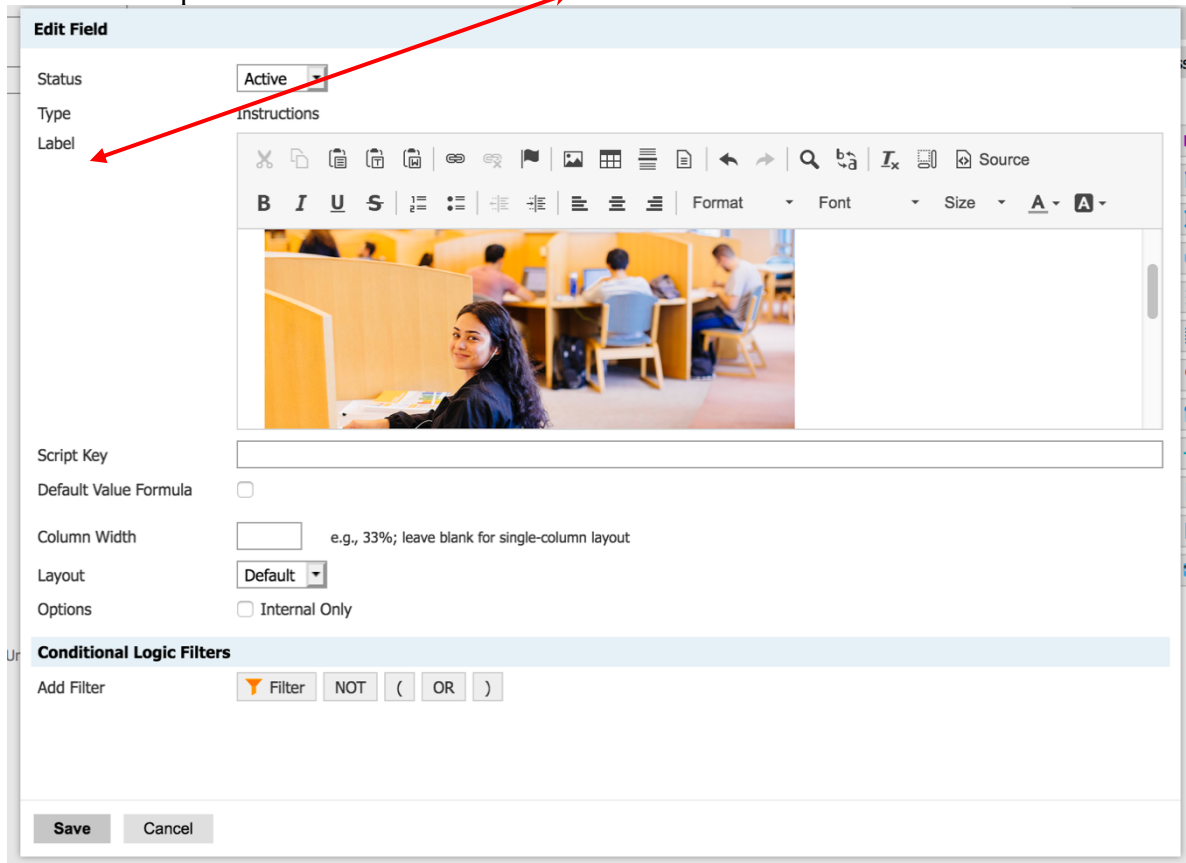 Edit Field
Status Active
Type Instructions
Label
Source
B I U S Format Font Size A A
Script Key
Default Value Formula
Column Width e.g., 33%; leave blank for single-column layout
Layout Default
Options Internal Only
Conditional Logic Filters
Add Filter Filter NOT ( OR )
Save Cancel